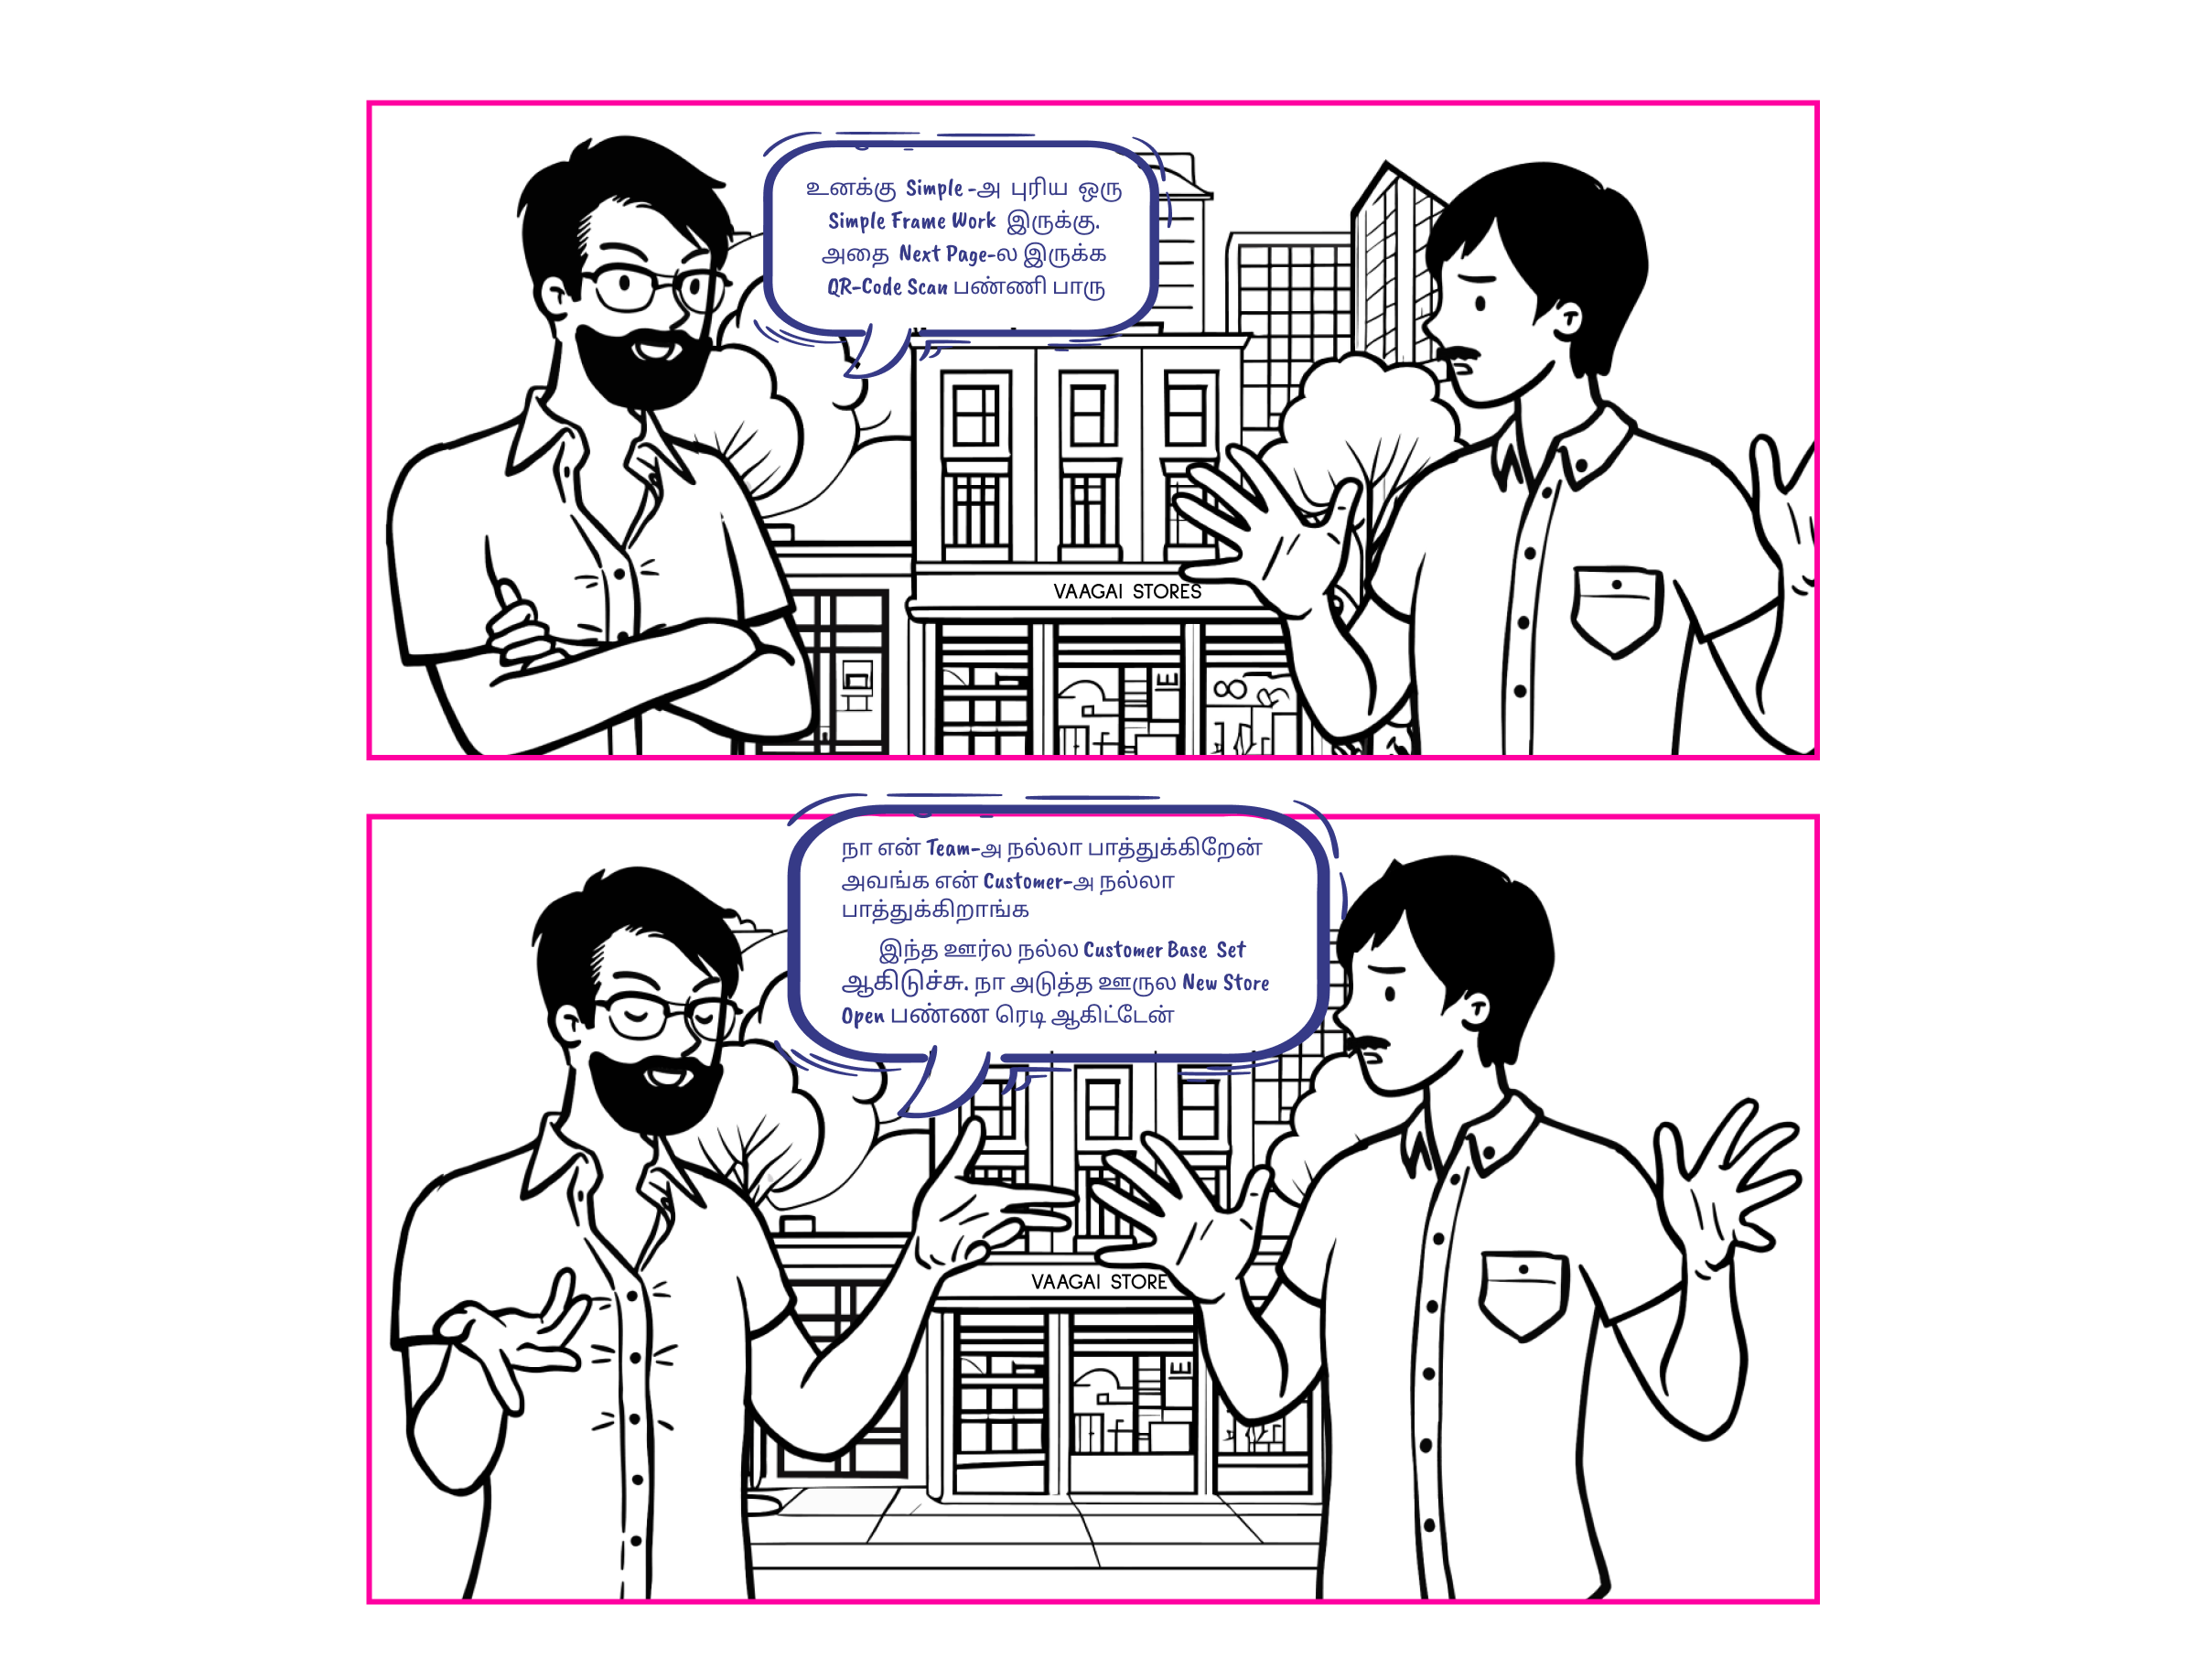 உனக்கு Simple -அ புரிய ஒரு
Simple Frame Work இருக்கு.
அதை Next Page-ல இருக்க
QR-Code Scan பண்ணி பாரு
VAAGAI STORES
நா என் Team-அ நல்லா பாத்துக்கிறேன்
அவங்க என் Customer-அ நல்லா
பாத்துக்கிறாங்க
இந்த ஊர்ல நல்ல Customer Base Set
ஆகிடுச்சு. நா அடுத்த ஊருல New Store
Open பண்ண ரெடி ஆகிட்டேன்
VAAGAI STORE